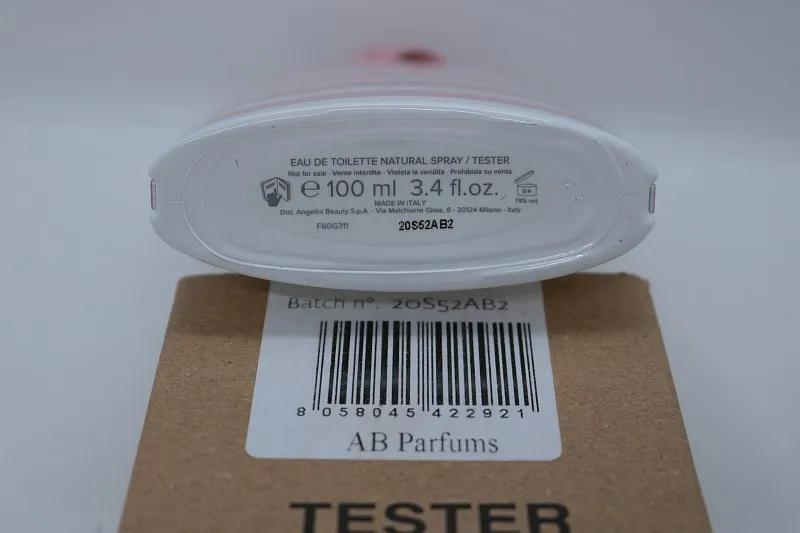 EAU DE TOILETTE NATURAL SPRAY / TESTER
Not for sale - Vente interdite - Vietata la vendita - Prohibida su venta
e 100 ml 3.4 fl.oz.
MADE IN ITALY
78% vol.
Dist. Angelini Beauty S.p.A. - Via Melchiorre Gioia, 8 - 20124 Milano - Italy
F80G311 20S52AB2
Batch n°. 20S52AB2
8 058045 422921
AB Parfums
TESTER